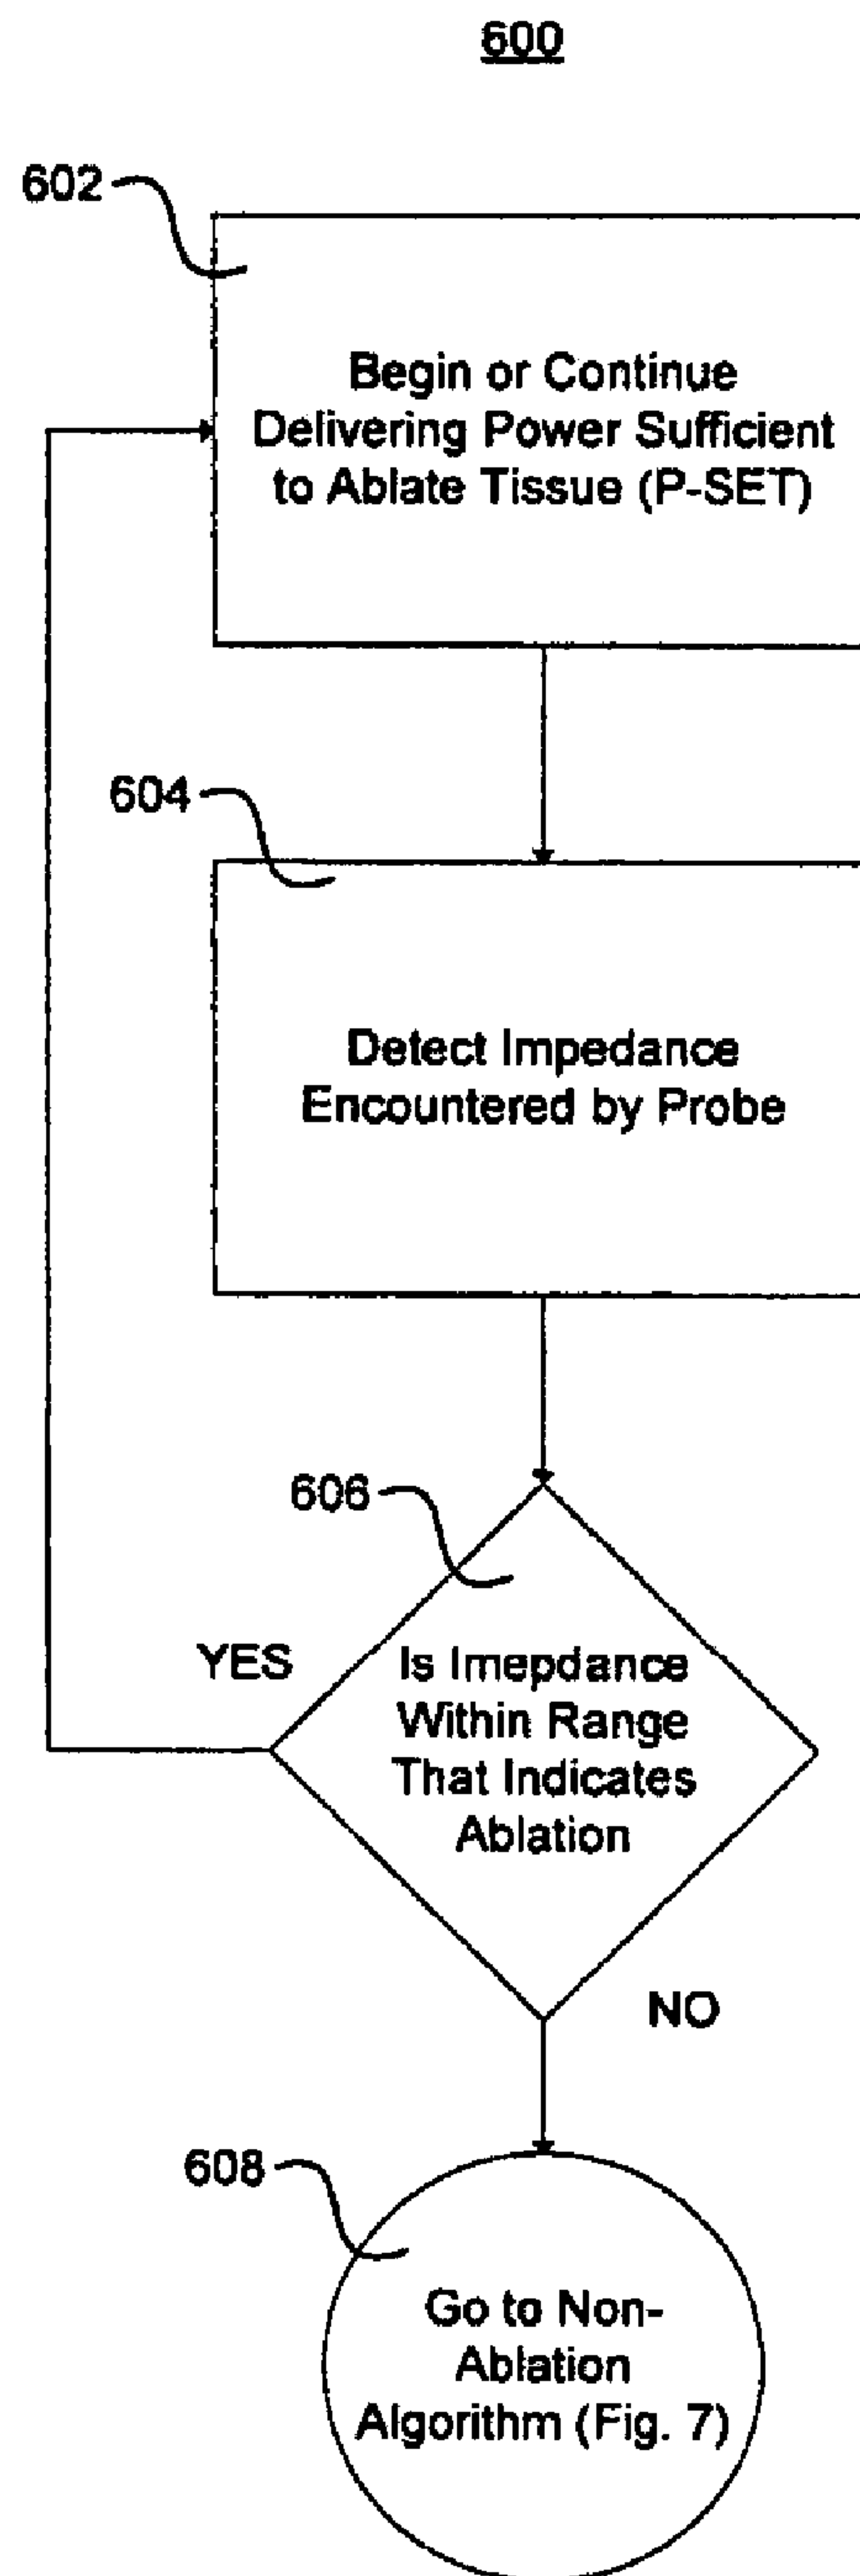 600
602
Begin or Continue
Delivering Power Sufficient
to Ablate Tissue (P-SET)
604
Detect Impedance
Encountered by Probe
606
YES
Is Imepdance
Within Range
That Indicates
Ablation
NO
608
Go to Non-
Ablation
Algorithm (Fig. 7)